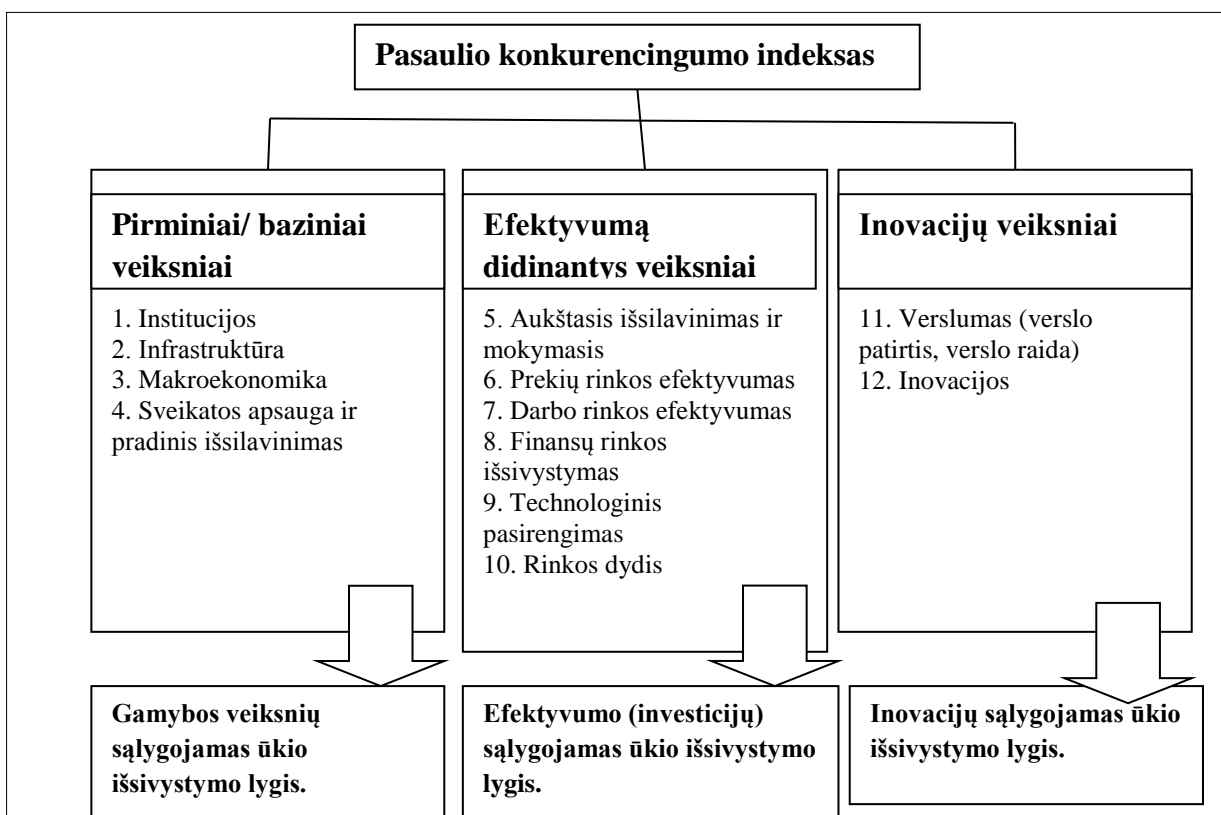 Pasaulio konkurencingumo indeksas
Pirminiai/ baziniai
veiksniai
1. Institucijos
2. Infrastruktūra
3. Makroekonomika
4. Sveikatos apsauga ir
pradinis išsilavinimas
Gamybos veiksnių
sąlygojamas ūkio
išsivystymo lygis.
Efektyvumą
didinantys veiksniai
5. Aukštasis išsilavinimas ir
mokymasis
6. Prekių rinkos efektyvumas
7. Darbo rinkos efektyvumas
8. Finansų rinkos
išsivystymas
9. Technologinis
pasirengimas
10. Rinkos dydis
Efektyvumo (investicijų)
sąlygojamas ūkio išsivystymo
lygis.
Inovacijų veiksniai
11. Verslumas (verslo
patirtis, verslo raida)
12. Inovacijos
Inovacijų sąlygojamas ūkio
išsivystymo lygis.